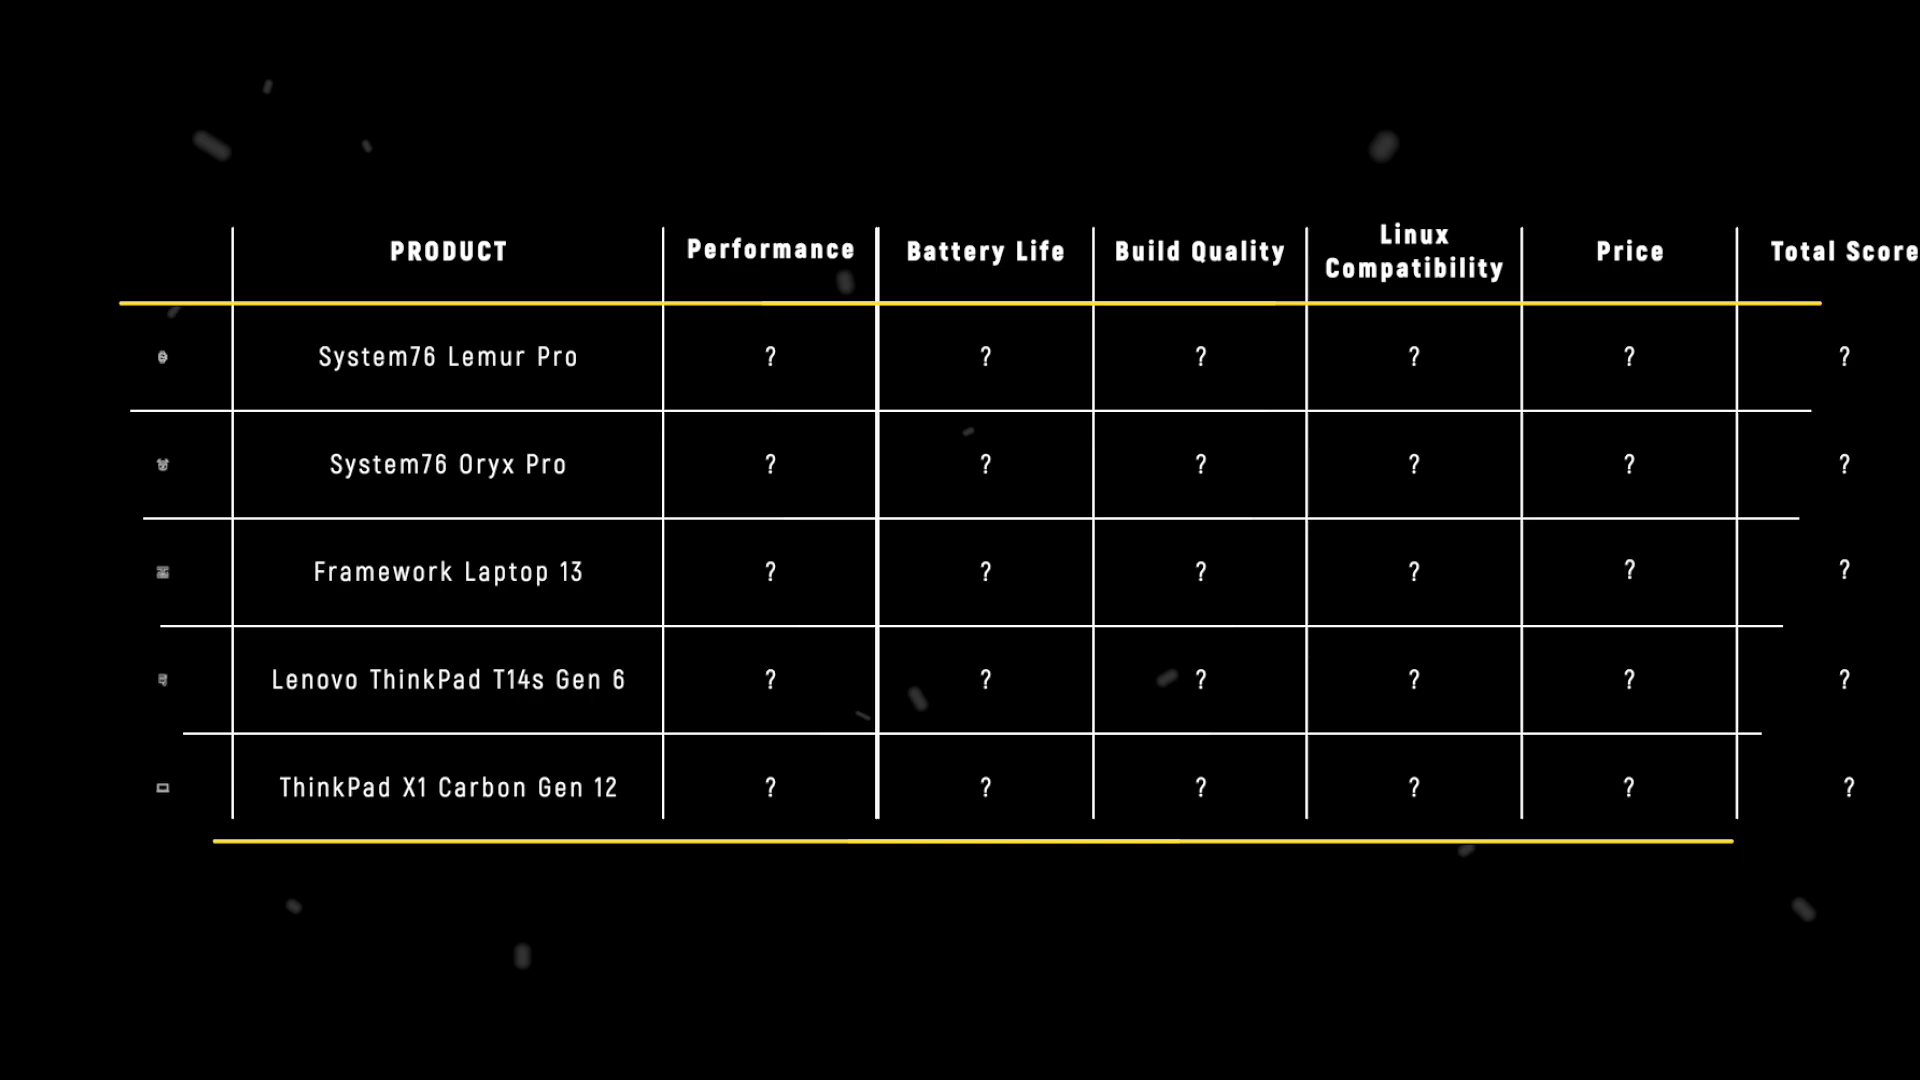 PRODUCT Performance Battery Life Build Quality Linux Compatibility Price Total Score
System76 Lemur Pro ? ? ? ? ? ?
System76 Oryx Pro ? ? ? ? ? ?
Framework Laptop 13 ? ? ? ? ? ?
Lenovo ThinkPad T14s Gen 6 ? ? ? ? ? ?
ThinkPad X1 Carbon Gen 12 ? ? ? ? ? ?